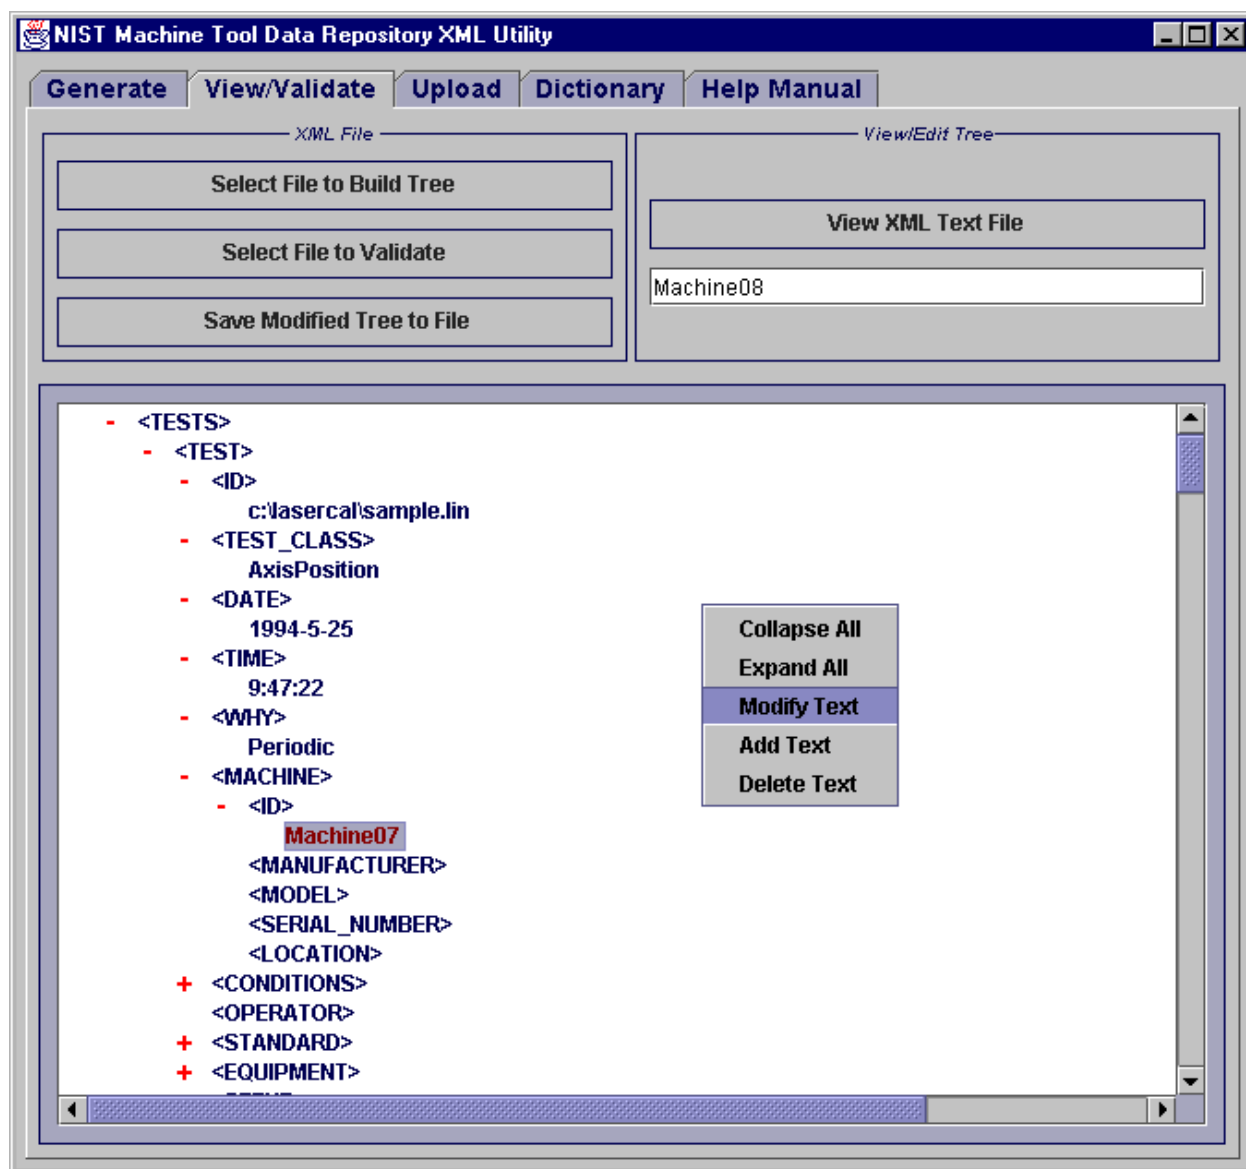 NIST Machine Tool Data Repository XML Utility
Generate View/Validate Upload Dictionary Help Manual
XML File
Select File to Build Tree
Select File to Validate
Save Modified Tree to File
View/Edit Tree
View XML Text File
Machine08
- <TESTS>
- <TEST>
- <ID>
c:\lasercal\sample.lin
- <TEST_CLASS>
AxisPosition
- <DATE>
1994-5-25
- <TIME>
9:47:22
- <WHY>
Periodic
- <MACHINE>
- <ID>
Machine07
<MANUFACTURER>
<MODEL>
<SERIAL_NUMBER>
<LOCATION>
+ <CONDITIONS>
<OPERATOR>
+ <STANDARD>
+ <EQUIPMENT>
Collapse All
Expand All
Modify Text
Add Text
Delete Text